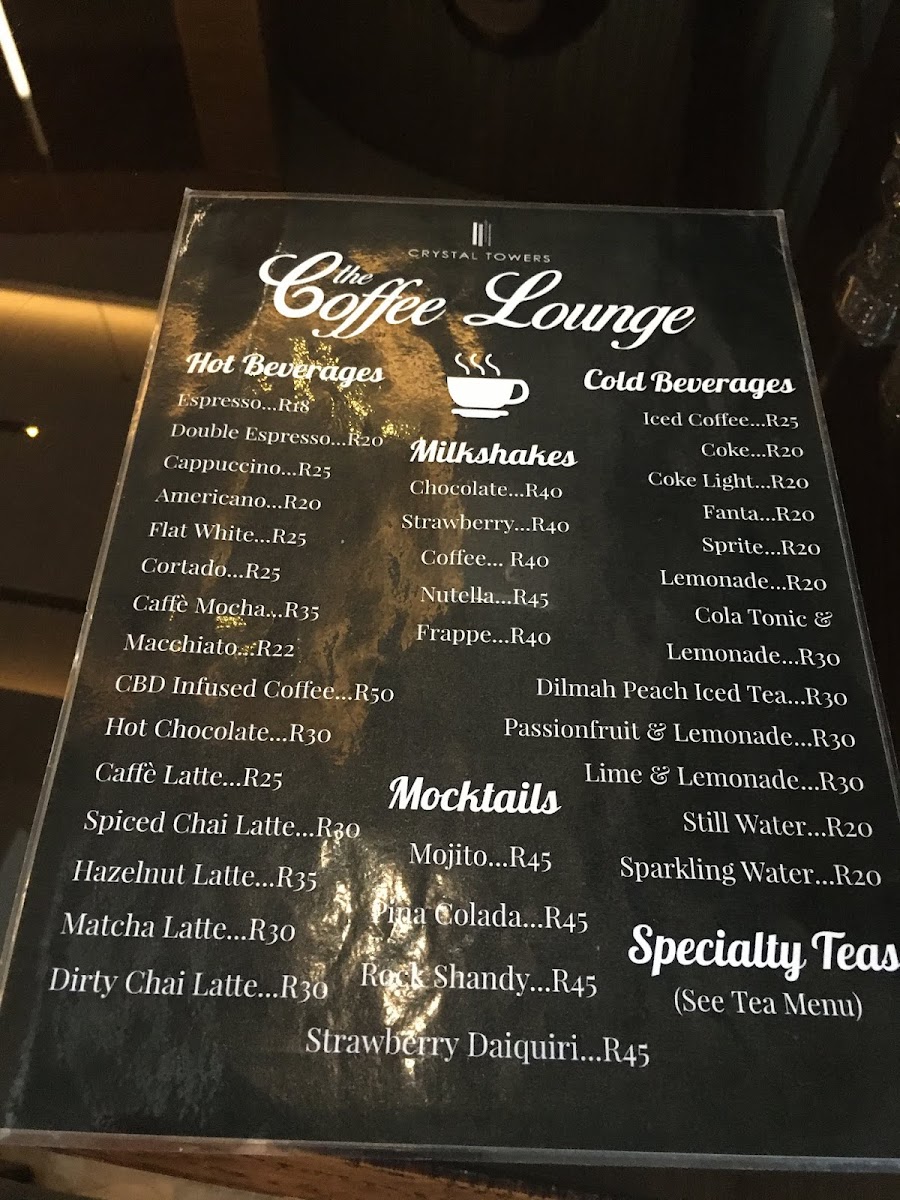 CRYSTAL TOWERS
the
Coffee Lounge
Hot Beverages
Espresso...R18
Double Espresso...R20
Cappuccino...R25
Americano...R20
Flat White...R25
Cortado...R25
Caffè Mocha...R35
Macchiato...R22
CBD Infused Coffee...R50
Hot Chocolate...R30
Caffè Latte...R25
Spiced Chai Latte...R30
Hazelnut Latte...R35
Matcha Latte...R30
Dirty Chai Latte...R30
Milkshakes
Chocolate...R40
Strawberry...R40
Coffee... R40
Nutella...R45
Frappe...R40
Mocktails
Mojito...R45
Pina Colada...R45
Rock Shandy...R45
Strawberry Daiquiri...R45
Cold Beverages
Iced Coffee...R25
Coke...R20
Coke Light...R20
Fanta...R20
Sprite...R20
Lemonade...R20
Cola Tonic &
Lemonade...R30
Dilmah Peach Iced Tea...R30
Passionfruit & Lemonade...R30
Lime & Lemonade...R30
Still Water...R20
Sparkling Water...R20
Specialty Teas
(See Tea Menu)